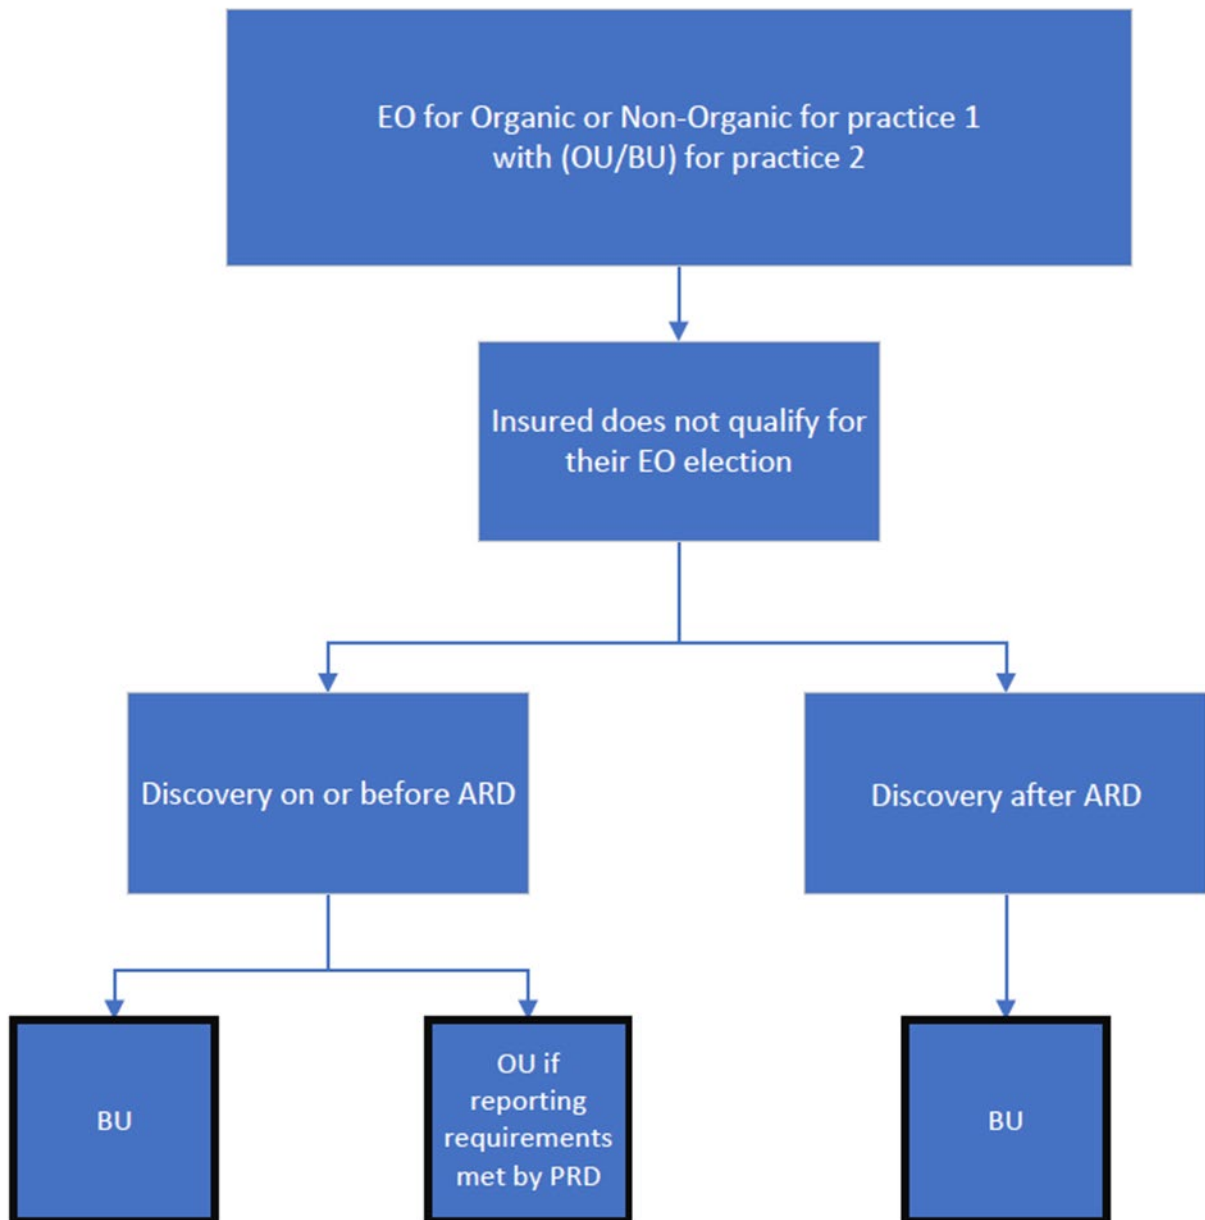 EO for Organic or Non-Organic for practice 1
with (OU/BU) for practice 2
Insured does not qualify for
their EO election
Discovery on or before ARD
Discovery after ARD
BU
OU if
reporting
requirements
met by PRD
BU